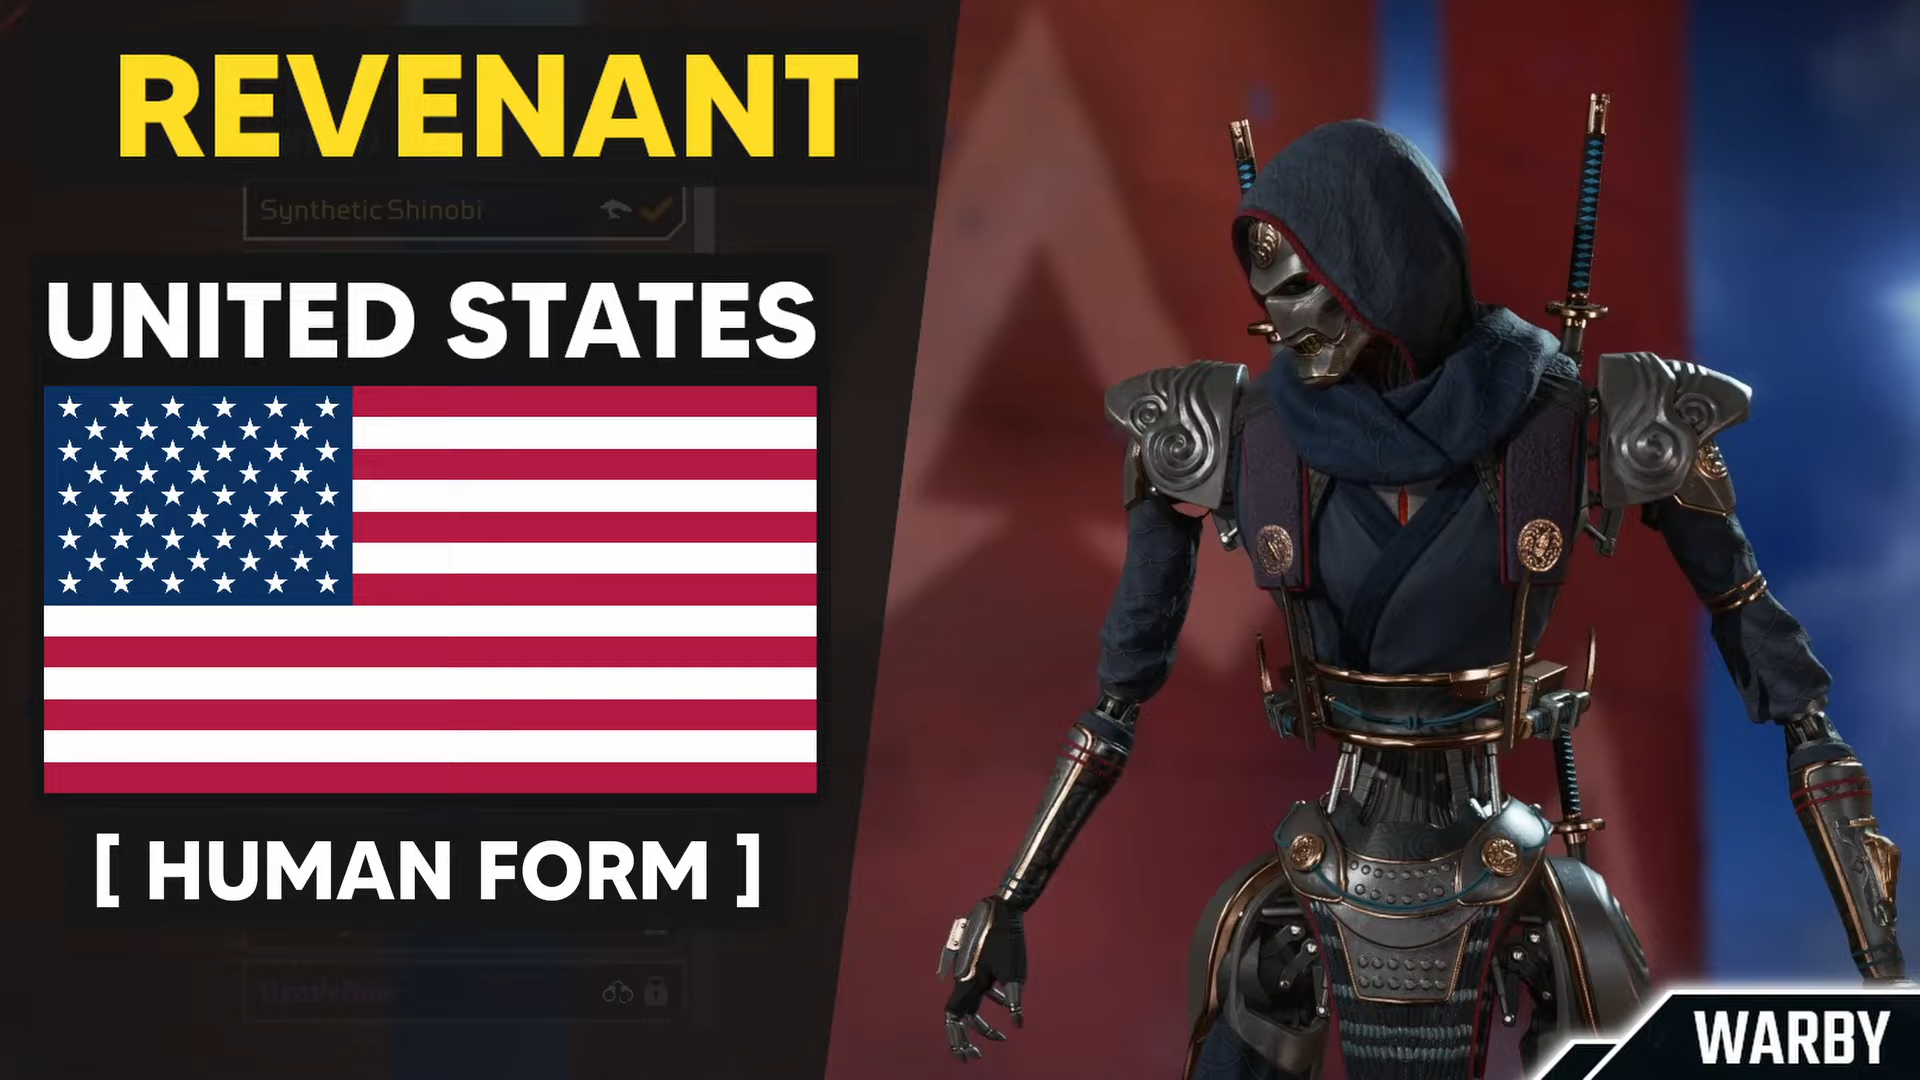 REVENANT
Synthetic Shinobi
UNITED STATES
[ HUMAN FORM ]
WARBY